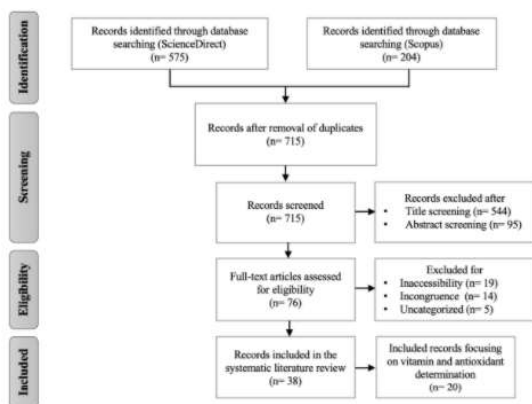 Identification
Records identified through database
searching (ScienceDirect)
(n= 575)
Records identified through database
searching (Scopus)
(n= 204)
Screening
Records after removal of duplicates
(n= 715)
Records screened
(n= 715)
Records excluded after
• Title screening (n= 544)
• Abstract screening (n= 95)
Eligibility
Full-text articles assessed
for eligibility
(n= 76)
Excluded for
• Inaccessibility (n= 19)
• Incongruence (n= 14)
• Uncategorized (n= 5)
Included
Records included in the
systematic literature review
(n= 38)
Included records focusing
on vitamin and antioxidant
determination
(n= 20)